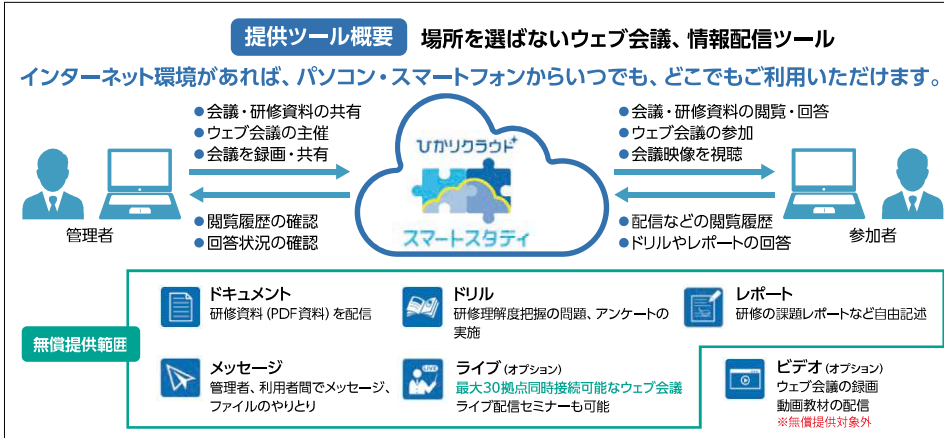 提供ツール概要 場所を選ばないウェブ会議、情報配信ツール
インターネット環境があれば、パソコン・スマートフォンからいつでも、どこでもご利用いただけます。
●会議・研修資料の共有
●ウェブ会議の主催
●会議を録画・共有
●閲覧履歴の確認
●回答状況の確認
管理者
ひかりクラウド+
スマートスタディ
●会議・研修資料の閲覧・回答
●ウェブ会議の参加
●会議映像を視聴
●配信などの閲覧履歴
●ドリルやレポートの回答
参加者
無償提供範囲
ドキュメント
研修資料(PDF資料)を配信
ドリル
研修理解度把握の問題、アンケートの
実施
レポート
研修の課題レポートなど自由記述
メッセージ
管理者、利用者間でメッセージ、
ファイルのやりとり
LIVE
ライブ(オプション)
最大30拠点同時接続可能なウェブ会議
ライブ配信セミナーも可能
ビデオ(オプション)
ウェブ会議の録画
動画教材の配信
※無償提供対象外